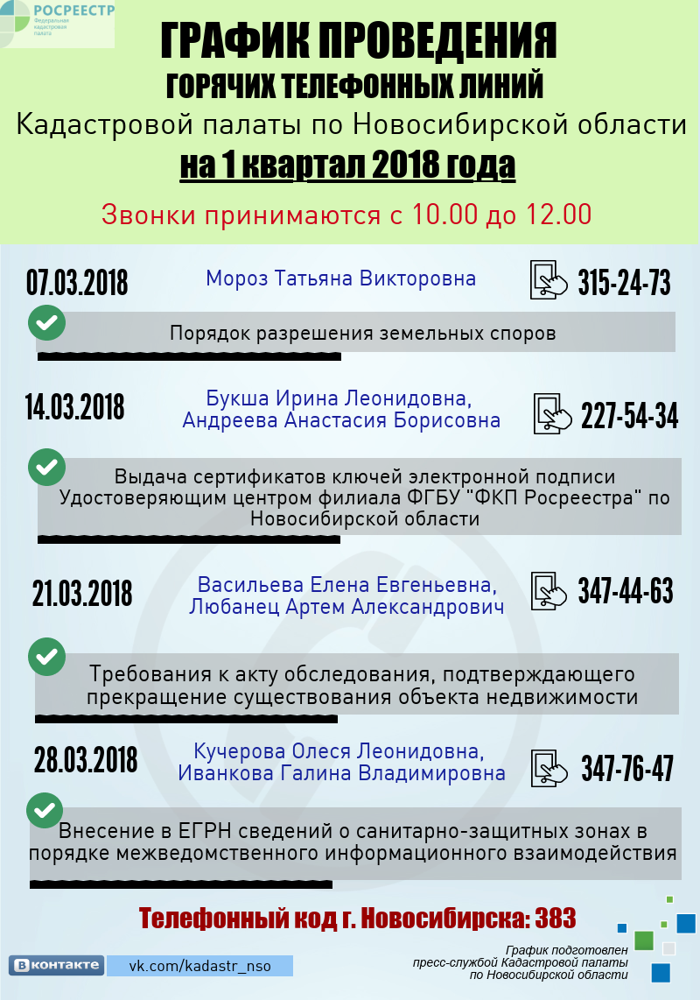 РОСРЕЕСТР
Федеральная
кадастровая
палата
ГРАФИК ПРОВЕДЕНИЯ
ГОРЯЧИХ ТЕЛЕФОННЫХ ЛИНИЙ
Кадастровой палаты по Новосибирской области
на 1 квартал 2018 года
Звонки принимаются с 10.00 до 12.00
07.03.2018
Мороз Татьяна Викторовна
315-24-73
Порядок разрешения земельных споров
14.03.2018
Букша Ирина Леонидовна,
Андреева Анастасия Борисовна
227-54-34
Выдача сертификатов ключей электронной подписи
Удостоверяющим центром филиала ФГБУ "ФКП Росреестра" по
Новосибирской области
21.03.2018
Васильева Елена Евгеньевна,
Любанец Артем Александрович
347-44-63
Требования к акту обследования, подтверждающего
прекращение существования объекта недвижимости
28.03.2018
Кучерова Олеся Леонидовна,
Иванкова Галина Владимировна
347-76-47
Внесение в ЕГРН сведений о санитарно-защитных зонах в
порядке межведомственного информационного взаимодействия
Телефонный код г. Новосибирска: 383
В контакте
vk.com/kadastr_nso
График подготовлен
пресс-службой Кадастровой палаты
по Новосибирской области